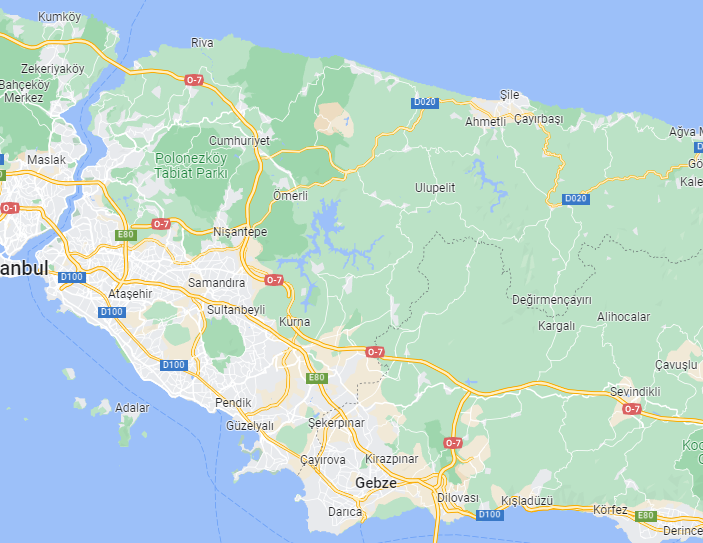 Kumköy
Riva
Zekeriyaköy
O-7
Bahçeköy
Merkez
Şile
D020
Ahmetli
Çayırbaşı
Cumhuriyet
Ağva M
Maslak
Polonezköy
Tabiat Parkı
D
Gö
Kale
Ulupelit
Ömerli
D020
O-1
O-7
E80
Nişantepe
anbul
D100
O-7
Samandıra
Ataşehir
Değirmençayırı
D100
Sultanbeyli
Alihocalar
Kurna
Kargalı
O-7
D100
E80
Çavuşlu
Sevindikli
Pendik
Adalar
O-7
Güzelyalı
Şekerpınar
O-7
Koc
Çayırova
Kirazpınar
Gebze
Dilovası
Kışladüzü
Darıca
D100
Körfez
E80
Derince